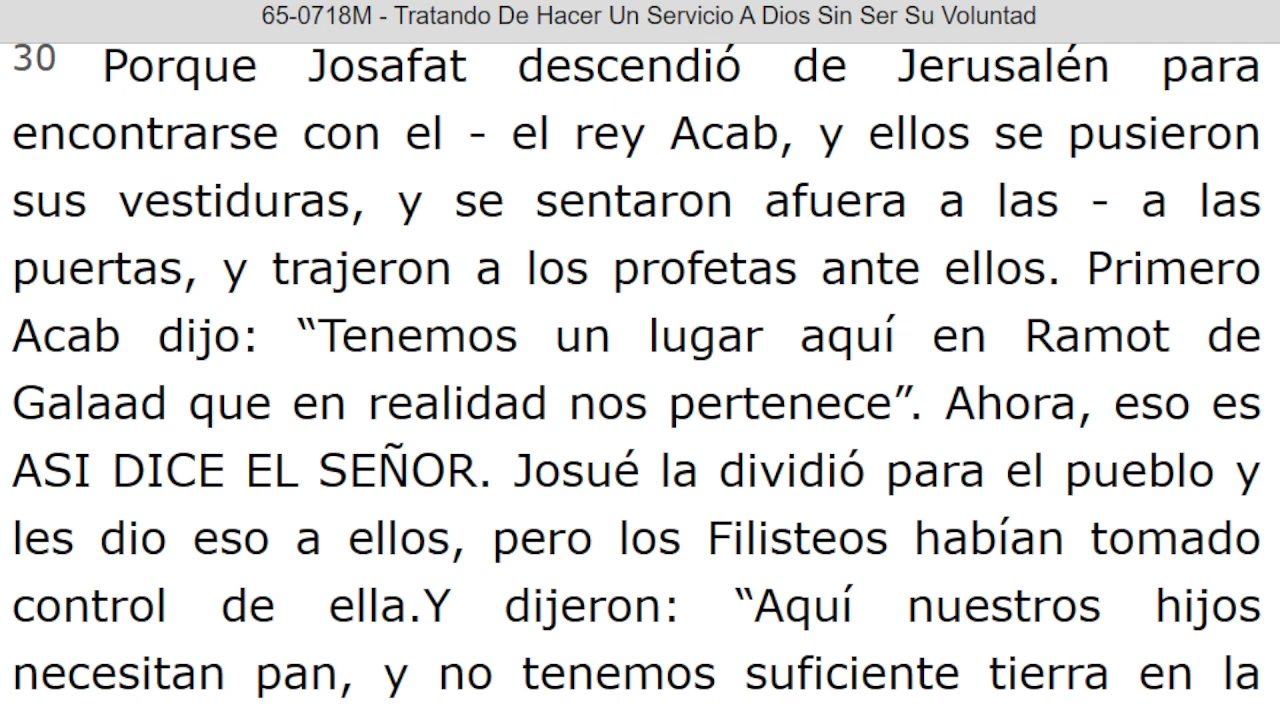 65-0718M - Tratando De Hacer Un Servicio A Dios Sin Ser Su Voluntad
30 Porque Josafat descendió de Jerusalén para
encontrarse con el - el rey Acab, y ellos se pusieron
sus vestiduras, y se sentaron afuera a las - a las
puertas, y trajeron a los profetas ante ellos. Primero
Acab dijo: “Tenemos un lugar aquí en Ramot de
Galaad que en realidad nos pertenece”. Ahora, eso es
ASI DICE EL SEÑOR. Josué la dividió para el pueblo y
les dio eso a ellos, pero los Filisteos habían tomado
control de ella.Y dijeron: “Aquí nuestros hijos
necesitan pan, y no tenemos suficiente tierra en la